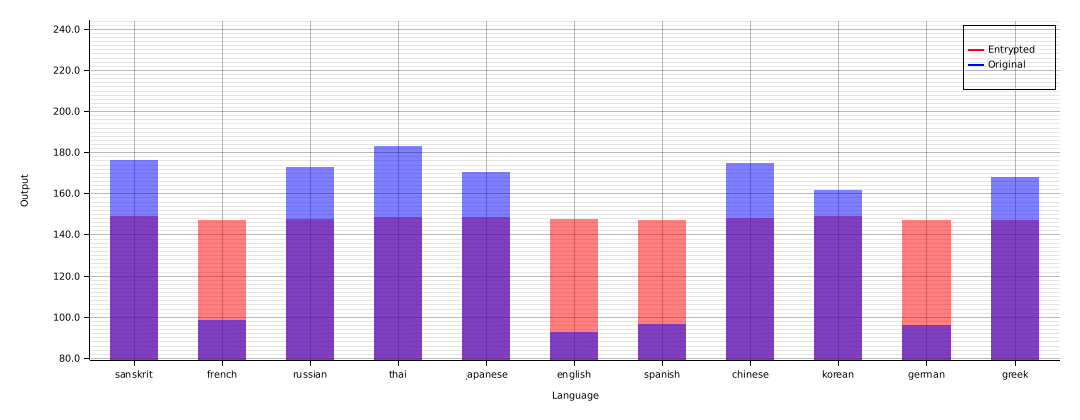 240.0
220.0
200.0
180.0
160.0
140.0
120.0
100.0
80.0
Output
Entrypted
Original
sanskrit french russian thai japanese english spanish chinese korean german greek
Language